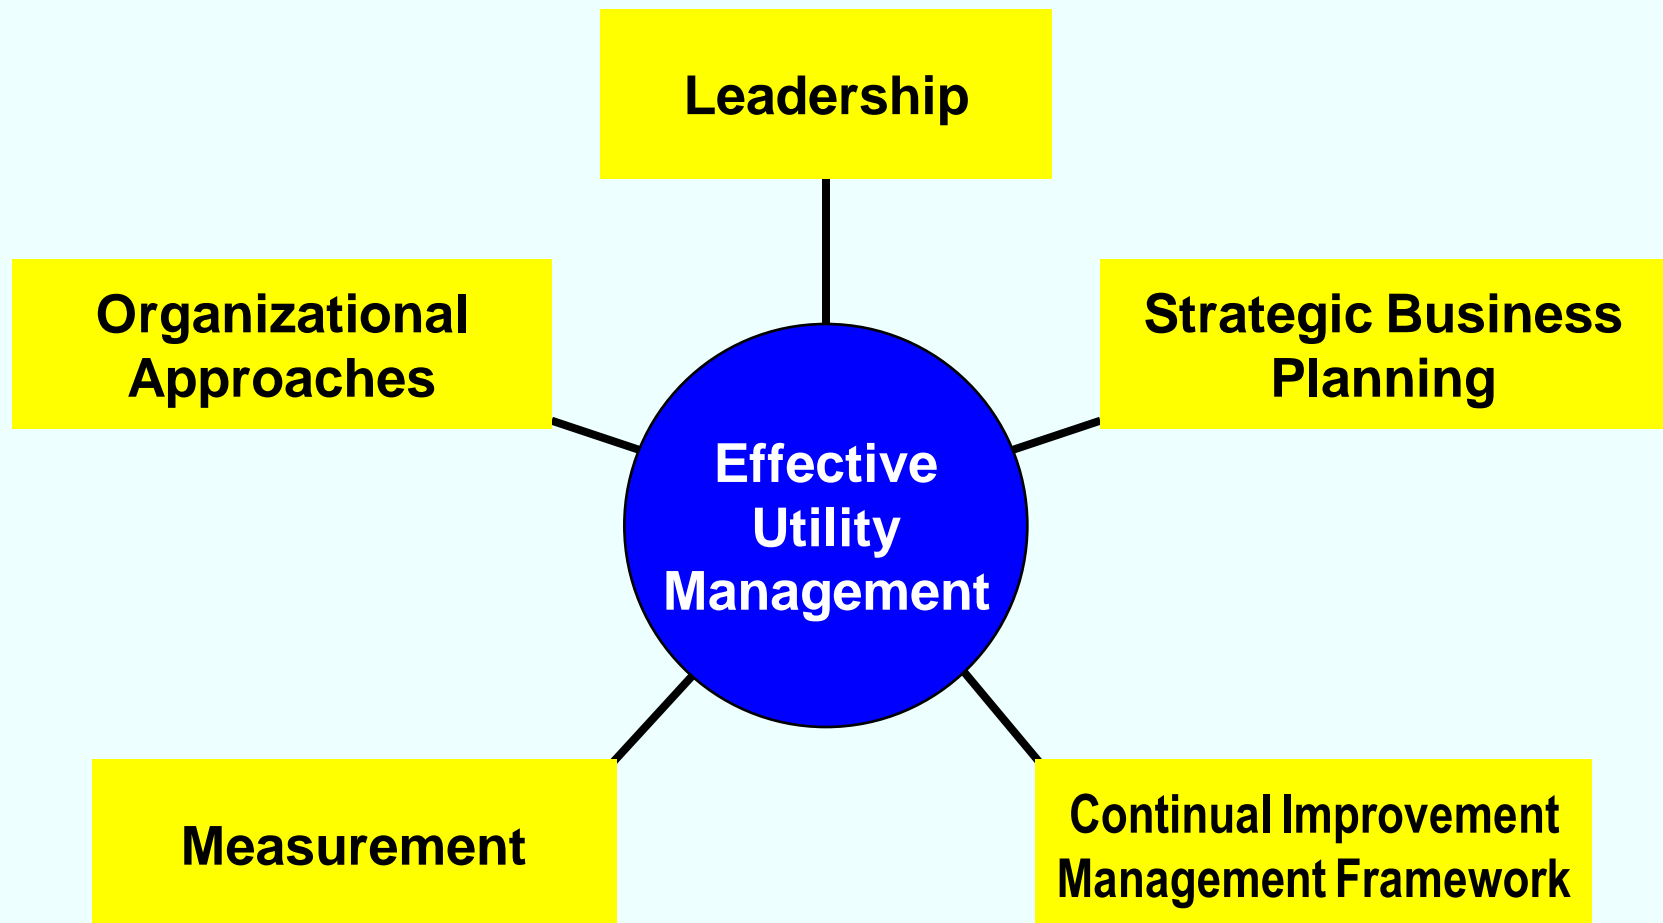 Leadership
Organizational
Approaches
Strategic Business
Planning
Effective
Utility
Management
Measurement
Continual Improvement
Management Framework